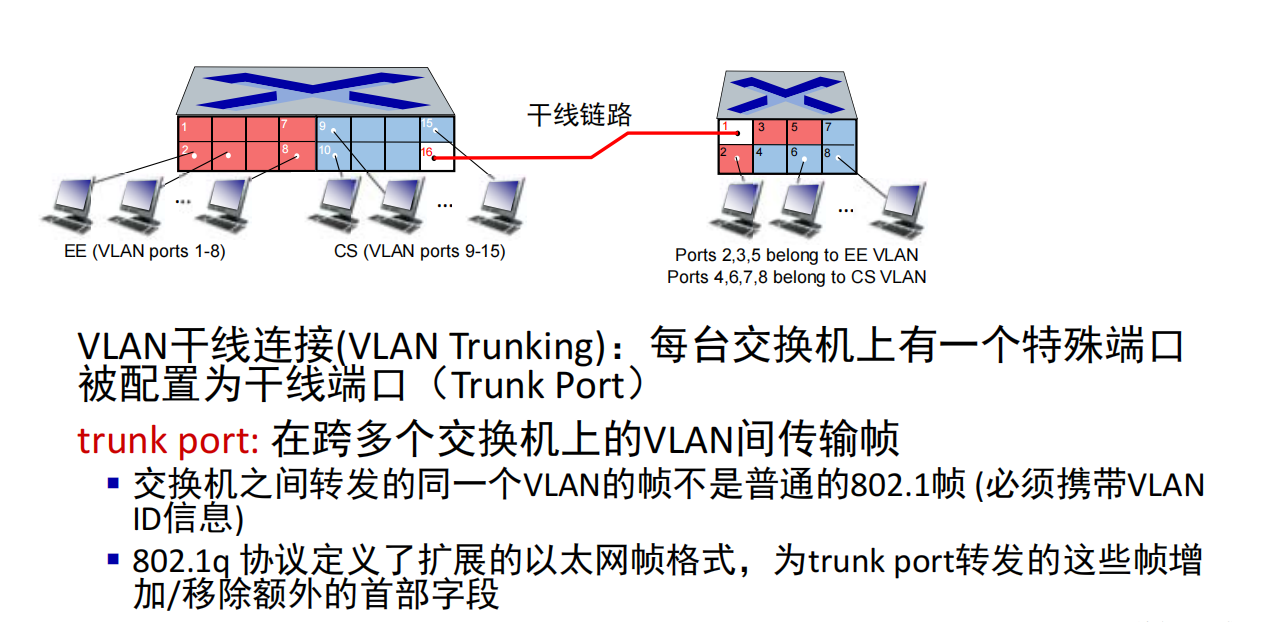 干线链路
1 7 9 15
2 8 10 16
1 3 5 7
2 4 6 8
... ... ...
EE (VLAN ports 1-8) CS (VLAN ports 9-15)
Ports 2,3,5 belong to EE VLAN
Ports 4,6,7,8 belong to CS VLAN
VLAN干线连接(VLAN Trunking)：每台交换机上有一个特殊端口
被配置为干线端口（Trunk Port）
trunk port: 在跨多个交换机上的VLAN间传输帧
▪ 交换机之间转发的同一个VLAN的帧不是普通的802.1帧 (必须携带VLAN
ID信息)
▪ 802.1q 协议定义了扩展的以太网帧格式，为trunk port转发的这些帧增
加/移除额外的首部字段